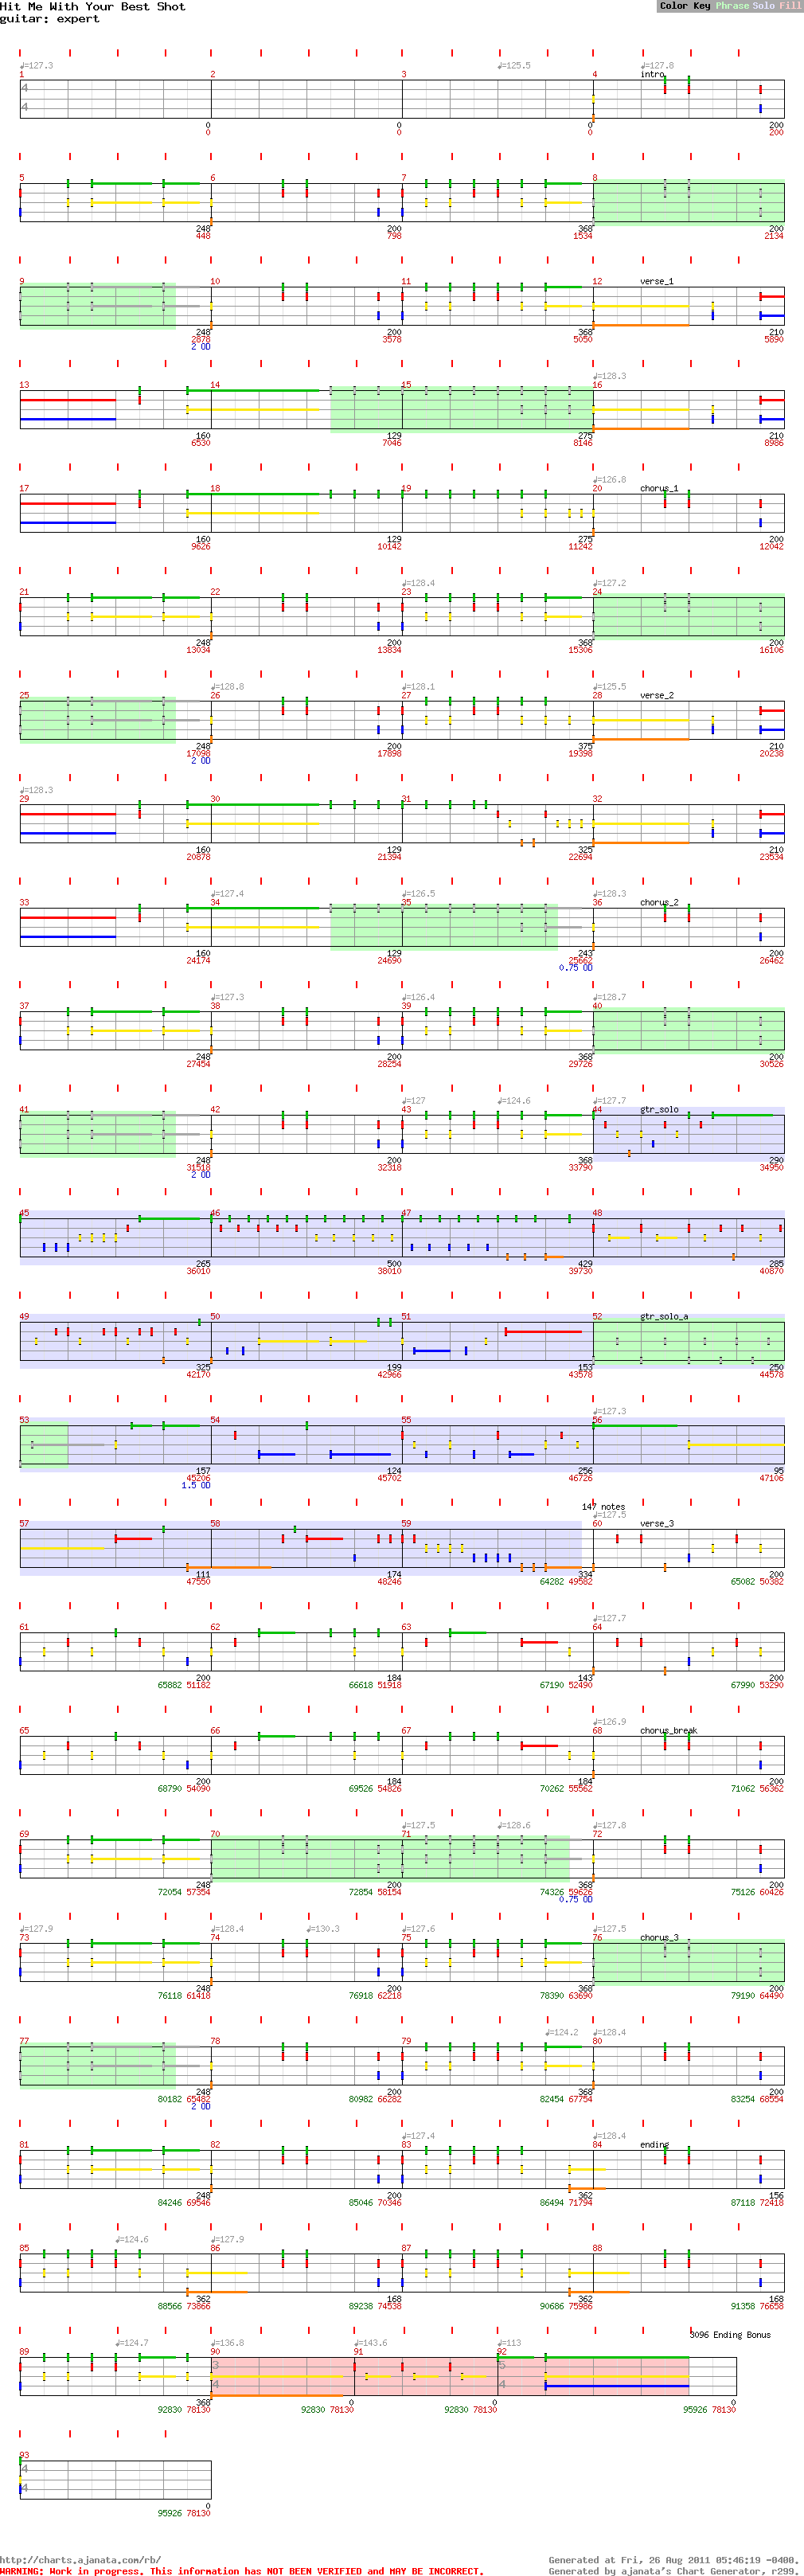 Hit Me With Your Best Shot
guitar: expert
Color Key Phrase Solo Fill
♩=127.3 ♩=125.5 ♩=127.8
1 2 3 4 intro
4
4
0 0 0 200
0 0 0 200
5 6 7 8
248 200 368 200
448 798 1534 2134
9 10 11 12 verse_1
248 200 368 210
2878 3578 5050 5890
2 OD
♩=128.3
13 14 15 16
160 129 275 210
6530 7046 8146 8986
♩=126.8
17 18 19 20 chorus_1
160 129 275 200
9626 10142 11242 12042
♩=128.4 ♩=127.2
21 22 23 24
248 200 368 200
13034 13834 15306 16106
♩=128.8 ♩=128.1 ♩=125.5
25 26 27 28 verse_2
248 200 375 210
17098 17898 19398 20238
2 OD
♩=128.3
29 30 31 32
160 129 325 210
20878 21394 22694 23534
♩=127.4 ♩=126.5 ♩=128.3
33 34 35 36 chorus_2
160 129 243 200
24174 24690 25662 26462
0.75 OD
♩=127.3 ♩=126.4 ♩=128.7
37 38 39 40
248 200 368 200
27454 28254 29726 30526
♩=127 ♩=124.6 ♩=127.7
41 42 43 44 gtr_solo
248 200 368 290
31518 32318 33790 34950
2 OD
45 46 47 48
265 500 429 285
36010 38010 39730 40870
49 50 51 52 gtr_solo_a
325 199 153 250
42170 42966 43578 44578
♩=127.3
53 54 55 56
157 124 256 95
45206 45702 46726 47106
1.5 OD
147 notes
♩=127.5
57 58 59 60 verse_3
111 174 334 200
47550 48246 64282 49582 65082 50382
♩=127.7
61 62 63 64
200 184 143 200
65882 51182 66618 51918 67190 52490 67990 53290
♩=126.9
65 66 67 68 chorus_break
200 184 184 200
68790 54090 69526 54826 70262 55562 71062 56362
♩=127.5 ♩=128.6 ♩=127.8
69 70 71 72
248 200 368 200
72054 57354 72854 58154 74326 59626 75126 60426
0.75 OD
♩=127.9 ♩=128.4 ♩=130.3 ♩=127.6 ♩=127.5
73 74 75 76 chorus_3
248 200 368 200
76118 61418 76918 62218 78390 63690 79190 64490
♩=124.2 ♩=128.4
77 78 79 80
248 200 368 200
80182 65482 80982 66282 82454 67754 83254 68554
2 OD
♩=127.4 ♩=128.4
81 82 83 84 ending
248 200 362 156
84246 69546 85046 70346 86494 71794 87118 72418
♩=124.6 ♩=127.9
85 86 87 88
362 168 362 168
88566 73866 89238 74538 90686 75986 91358 76658
3096 Ending Bonus
♩=124.7 ♩=136.8 ♩=143.6 ♩=113
89 90 91 92
3 5
4 4
368 0 0 0
92830 78130 92830 78130 92830 78130 95926 78130
93
4
4
0
95926 78130
http://charts.ajanata.com/rb/
Generated at Fri, 26 Aug 2011 05:46:19 -0400.
WARNING: Work in progress. This information has NOT BEEN VERIFIED and MAY BE INCORRECT.
Generated by ajanata's Chart Generator, r299.